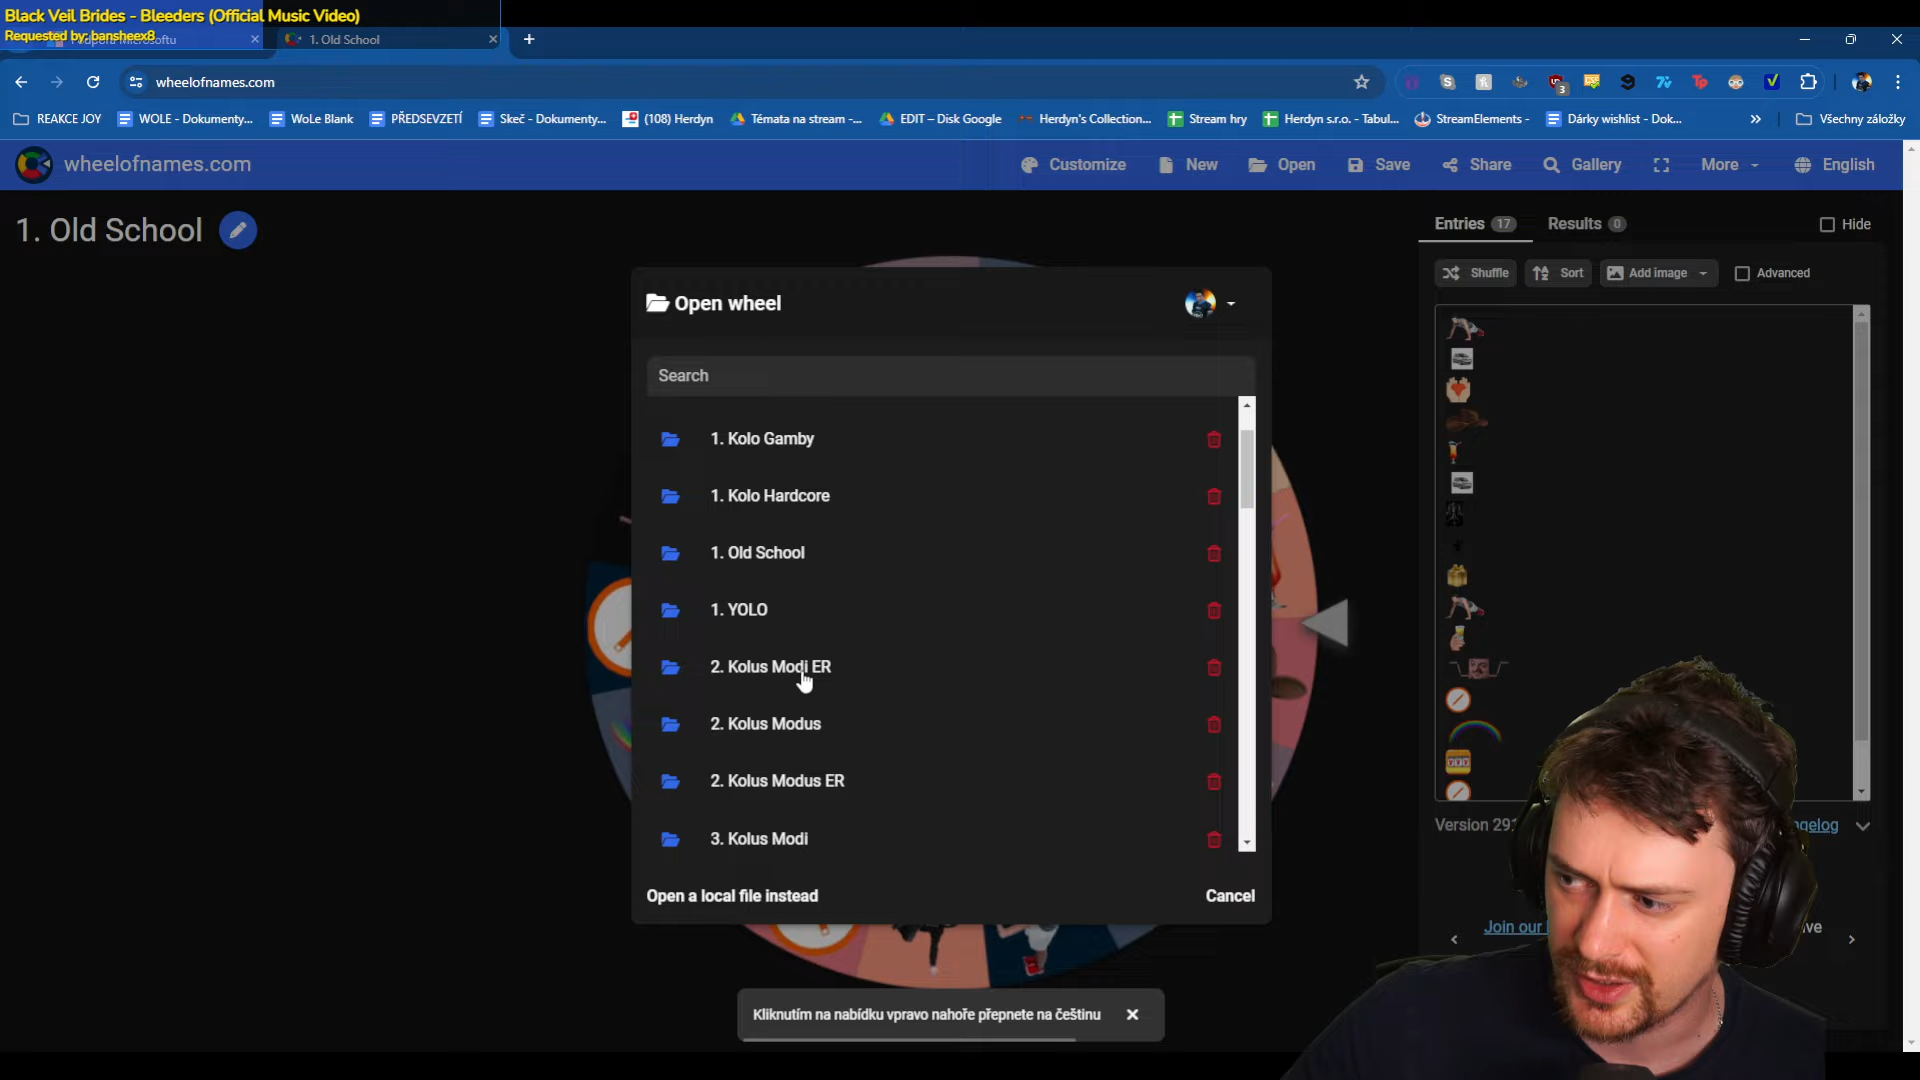 Black Veil Brides - Bleeders (Official Music Video)
Requested by: bansheex8
1. Old School
wheelofnames.com
REAKCE JOY
WOLE - Dokumenty...
WoLe Blank
PŘEDSEVZETÍ
Skeč - Dokumenty...
(108) Herdyn
Témata na stream -...
EDIT – Disk Google
Herdyn's Collection...
Stream hry
Herdyn s.r.o. - Tabul...
StreamElements -
Dárky wishlist - Dok...
Všechny záložky
wheelofnames.com
Customize
New
Open
Save
Share
Gallery
More
English
1. Old School
Entries 17
Results 0
Hide
Shuffle
Sort
Add image
Advanced
Open wheel
Search
1. Kolo Gamby
1. Kolo Hardcore
1. Old School
1. YOLO
2. Kolus Modi ER
2. Kolus Modus
2. Kolus Modus ER
3. Kolus Modi
Open a local file instead
Cancel
Version 29
Join our
Kliknutím na nabídku vpravo nahoře přepnete na češtinu